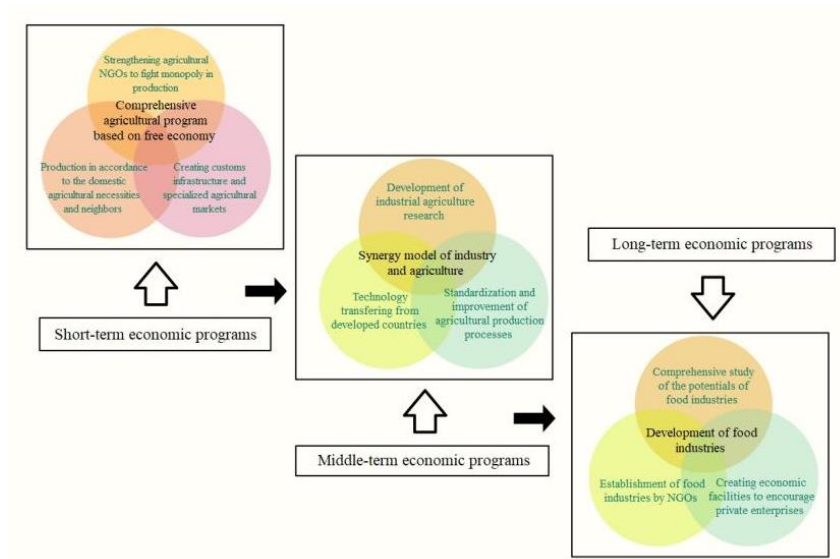 Strengthening agricultural
NGOs to fight monopoly in
production
Comprehensive
agricultural program
based on free economy
Production in accordance
to the domestic
agricultural necessities
and neighbors
Creating customs
infrastructure and
specialized agricultural
markets
Short-term economic programs
Development of
industrial agriculture
research
Synergy model of industry
and agriculture
Technology
transfering from
developed countries
Standardization and
improvement of
agricultural production
processes
Middle-term economic programs
Long-term economic programs
Comprehensive study
of the potentials of
food industries
Development of food
industries
Establishment of food
industries by NGOs
Creating economic
facilities to encourage
private enterprises